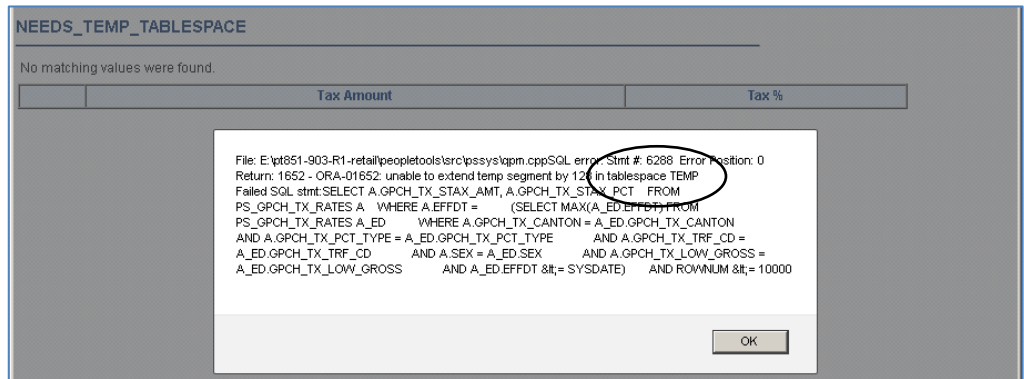 NEEDS_TEMP_TABLESPACE
No matching values were found.
Tax Amount Tax %
File: E:\pt851-903-R1-retail\peopletools\src\pssys\qpm.cppSQL error. Stmt #: 6288 Error Position: 0
Return: 1652 - ORA-01652: unable to extend temp segment by 128 in tablespace TEMP
Failed SQL stmt:SELECT A.GPCH_TX_STAX_AMT, A.GPCH_TX_STAX_PCT FROM
PS_GPCH_TX_RATES A WHERE A.EFFDT = (SELECT MAX(A_ED.EFFDT) FROM
PS_GPCH_TX_RATES A_ED WHERE A.GPCH_TX_CANTON = A_ED.GPCH_TX_CANTON
AND A.GPCH_TX_PCT_TYPE = A_ED.GPCH_TX_PCT_TYPE AND A.GPCH_TX_TRF_CD =
A_ED.GPCH_TX_TRF_CD AND A.SEX = A_ED.SEX AND A.GPCH_TX_LOW_GROSS =
A_ED.GPCH_TX_LOW_GROSS AND A_ED.EFFDT &lt;= SYSDATE) AND ROWNUM &lt;= 10000
OK